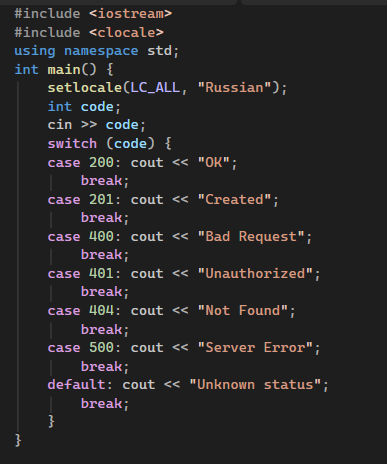 #include <iostream>
#include <clocale>
using namespace std;
int main() {
    setlocale(LC_ALL, "Russian");
    int code;
    cin >> code;
    switch (code) {
    case 200: cout << "OK";
        break;
    case 201: cout << "Created";
        break;
    case 400: cout << "Bad Request";
        break;
    case 401: cout << "Unauthorized";
        break;
    case 404: cout << "Not Found";
        break;
    case 500: cout << "Server Error";
        break;
    default: cout << "Unknown status";
        break;
    }
}